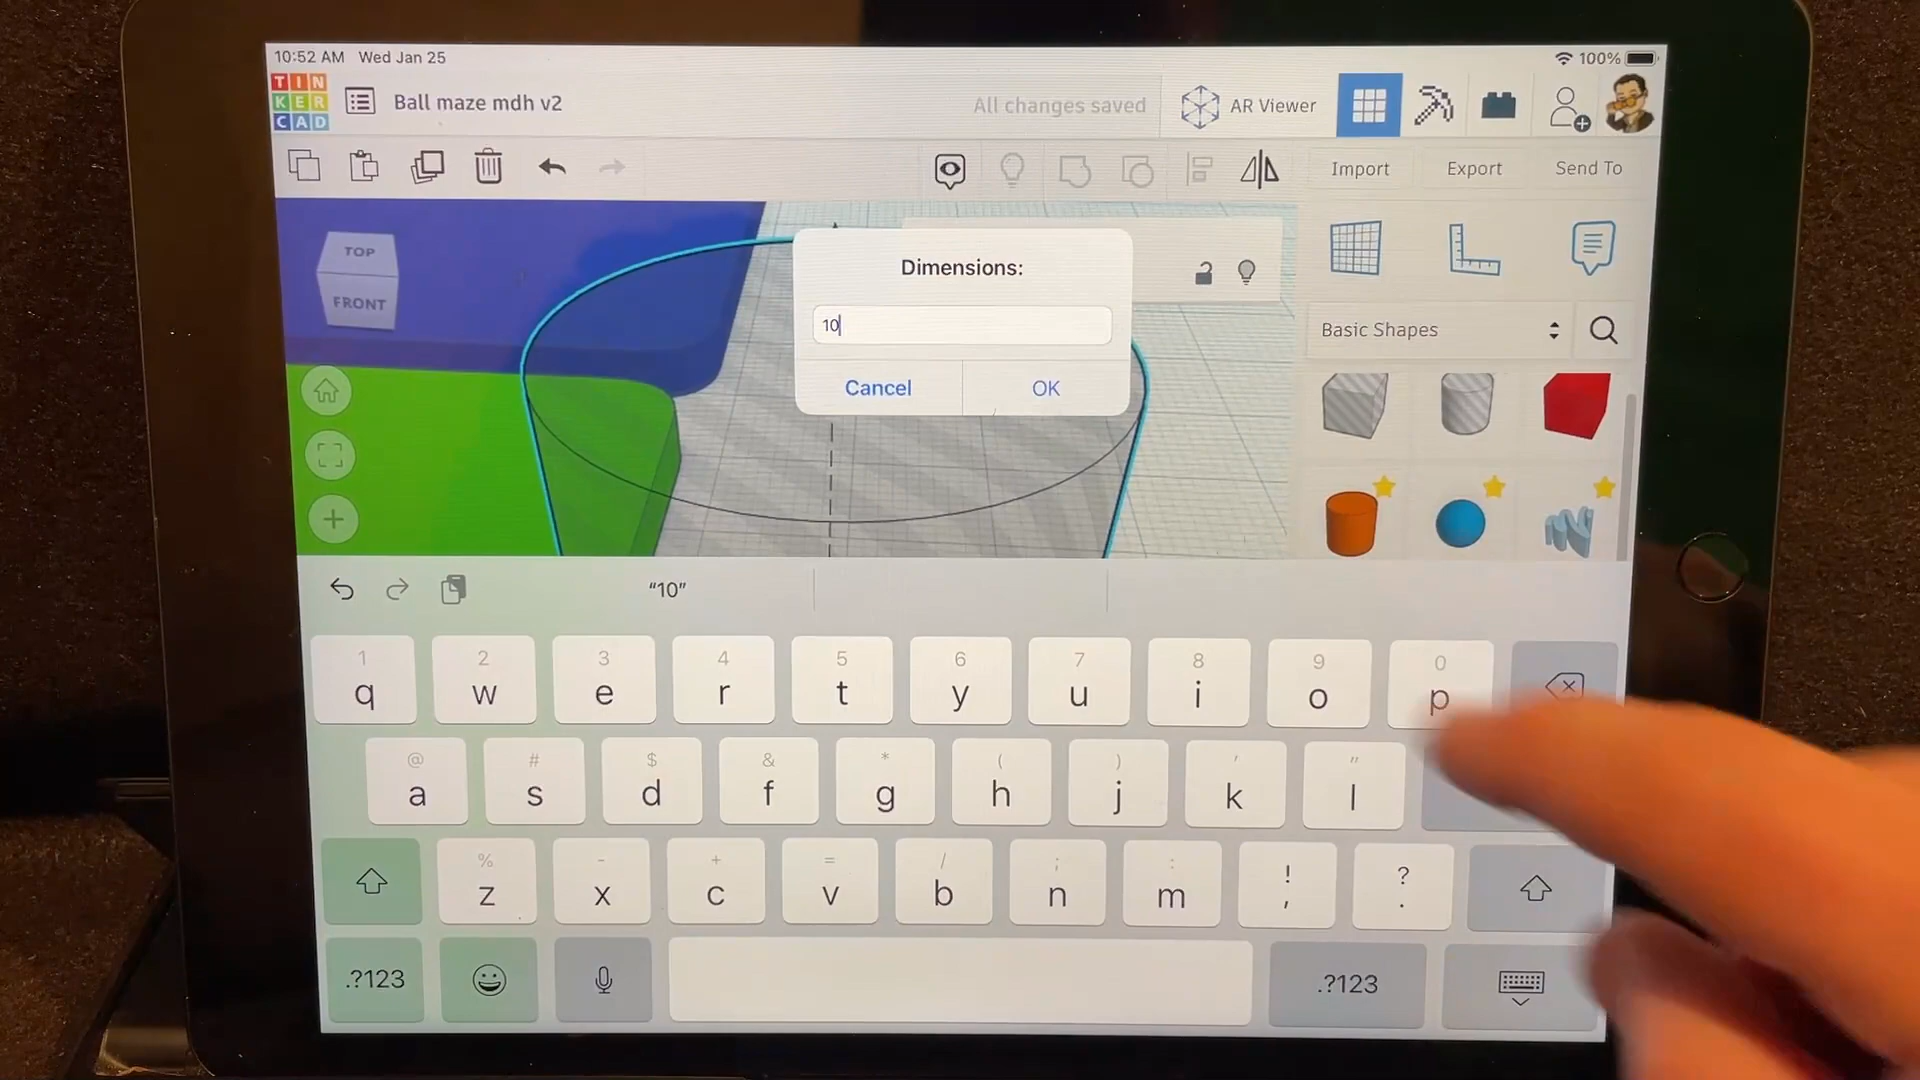 10:52 AM Wed Jan 25
100%
TIN
KER
CAD
Ball maze mdh v2
All changes saved
AR Viewer
Import
Export
Send To
TOP
FRONT
Dimensions:
10
Cancel
OK
Basic Shapes
“10”
1 2 3 4 5 6 7 8 9 0
q w e r t y u i o p
@ # $ & * ( ) ' "
a s d f g h j k l
% - + = / ; : ! ?
z x c v b n m , .
.?123
.?123